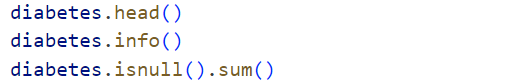 diabetes.head()
diabetes.info()
diabetes.isnull().sum()